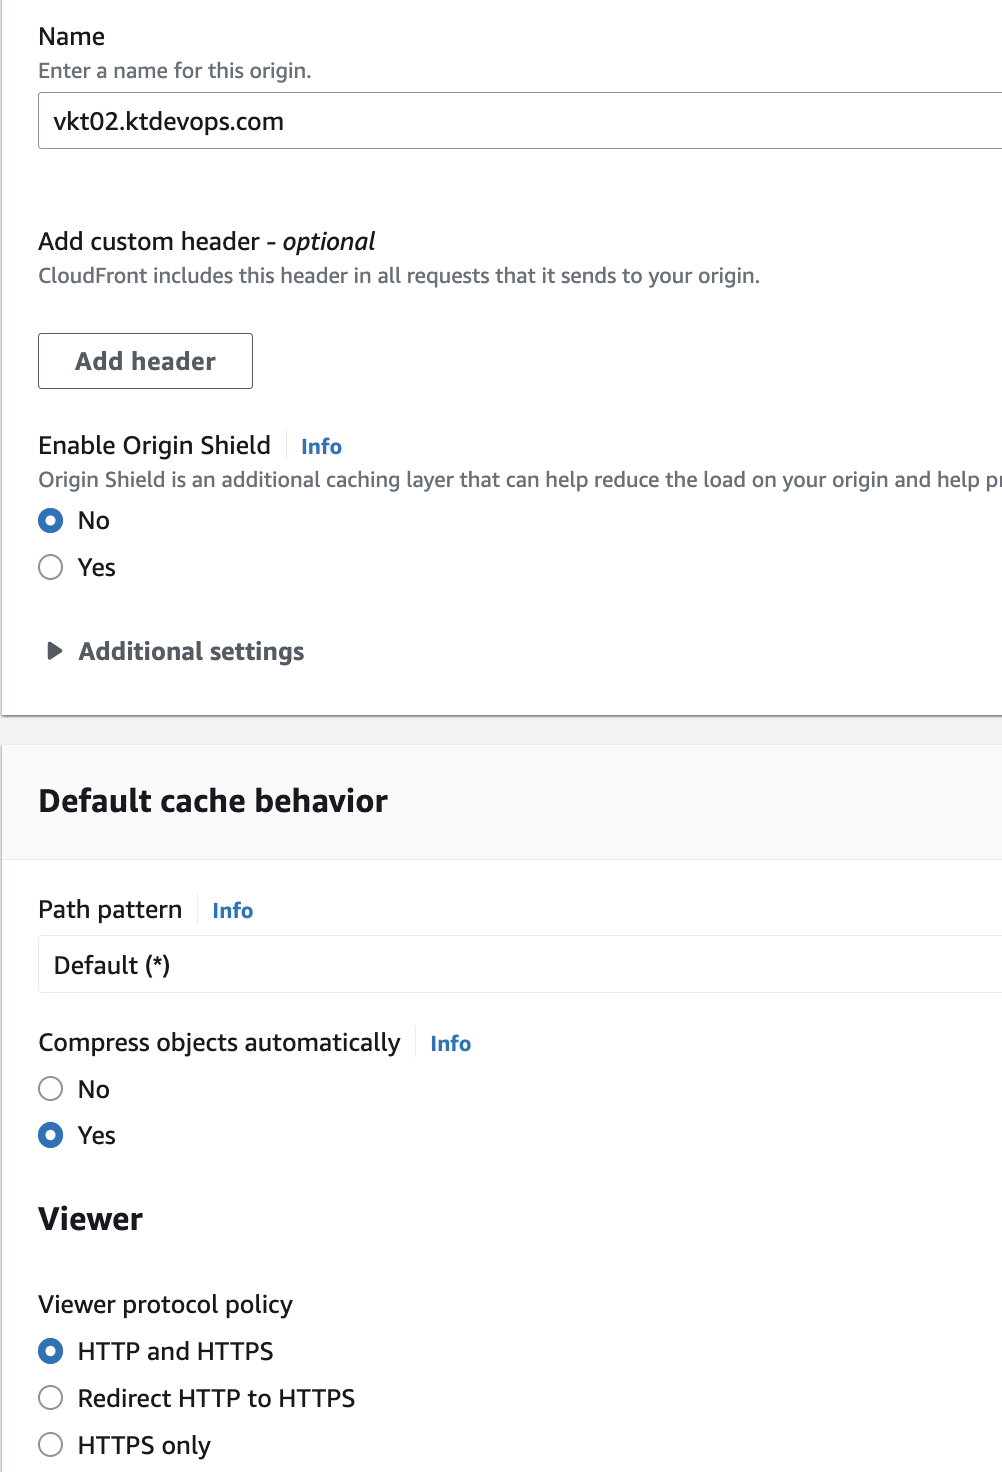 Name
Enter a name for this origin.
vkt02.ktdevops.com
Add custom header - optional
CloudFront includes this header in all requests that it sends to your origin.
Add header
Enable Origin Shield Info
Origin Shield is an additional caching layer that can help reduce the load on your origin and help
No
Yes
Additional settings
Default cache behavior
Path pattern Info
Default (*)
Compress objects automatically Info
No
Yes
Viewer
Viewer protocol policy
HTTP and HTTPS
Redirect HTTP to HTTPS
HTTPS only